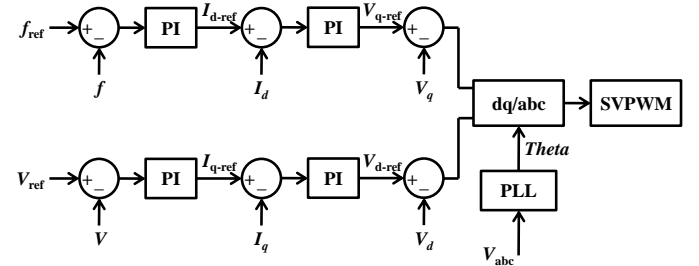 f_ref + − PI I_d-ref + − PI V_q-ref + −
f I_d V_q
dq/abc SVPWM
Theta
V_ref + − PI I_q-ref + − PI V_d-ref + −
PLL
V I_q V_d
V_abc